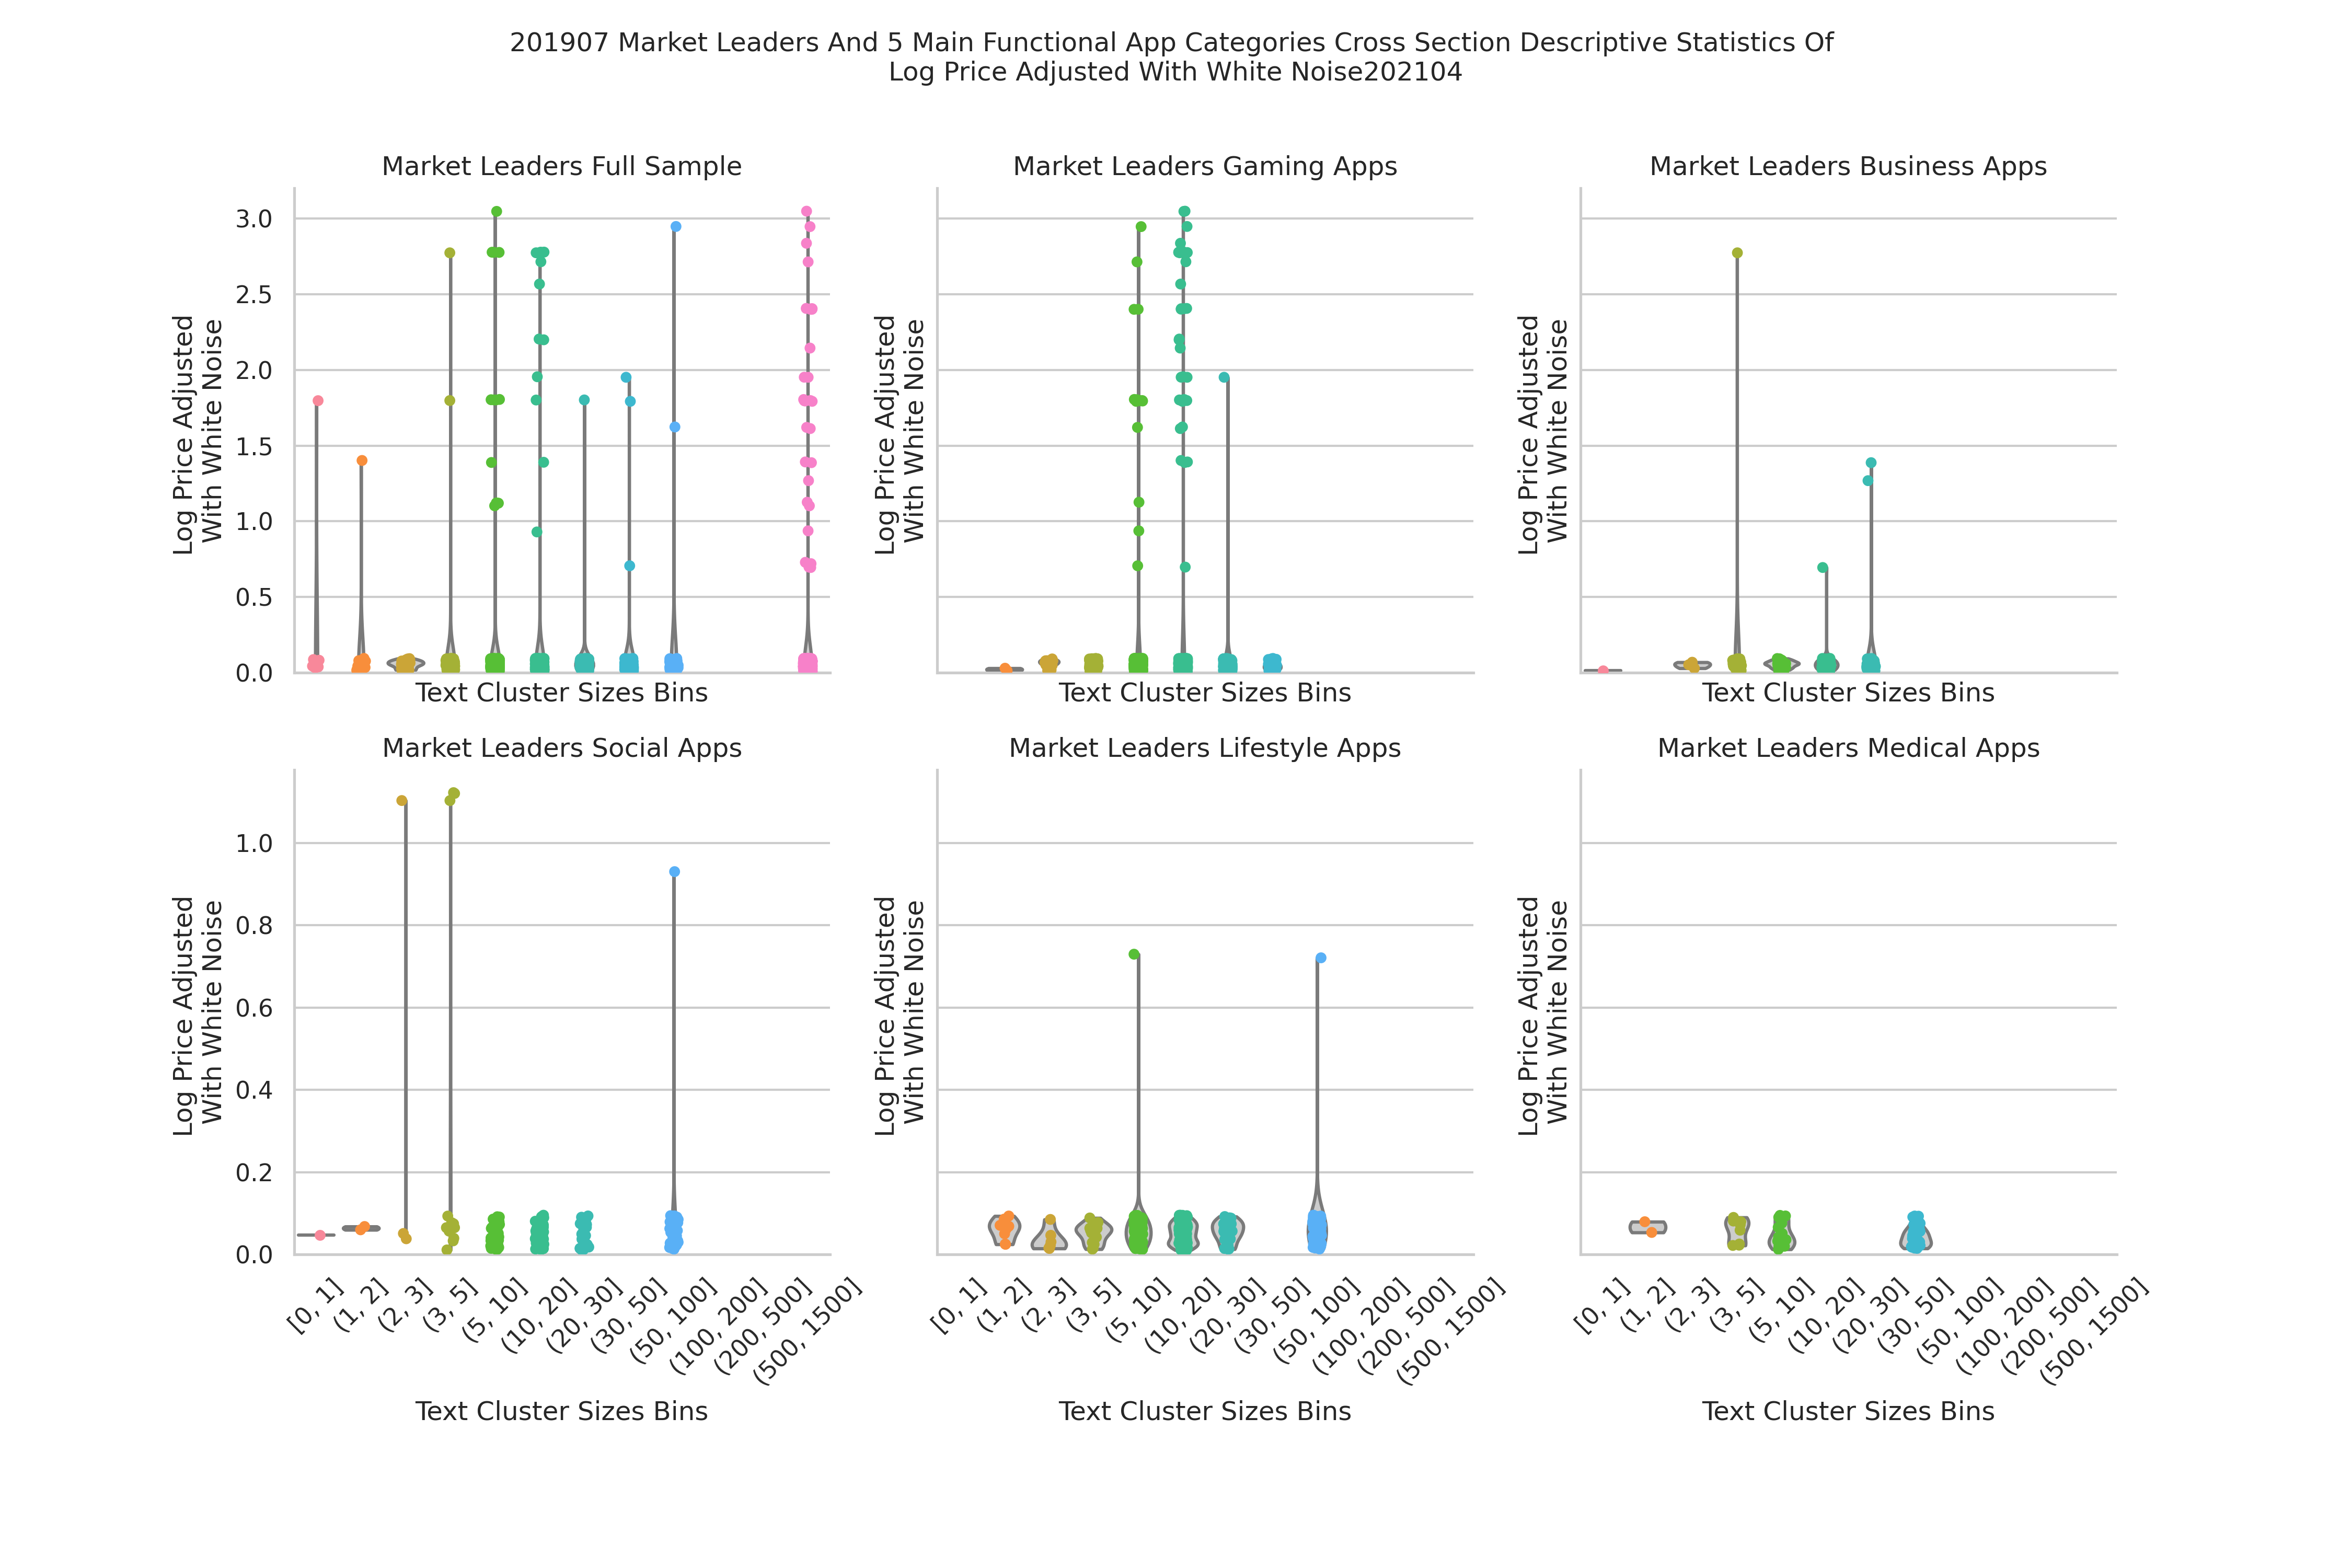 201907 Market Leaders And 5 Main Functional App Categories Cross Section Descriptive Statistics Of
Log Price Adjusted With White Noise202104
Market Leaders Full Sample
Market Leaders Gaming Apps
Market Leaders Business Apps
3.0
2.5
2.0
1.5
1.0
0.5
0.0
Log Price Adjusted
With White Noise
Log Price Adjusted
With White Noise
Log Price Adjusted
With White Noise
Text Cluster Sizes Bins
Text Cluster Sizes Bins
Text Cluster Sizes Bins
Market Leaders Social Apps
Market Leaders Lifestyle Apps
Market Leaders Medical Apps
1.0
0.8
0.6
0.4
0.2
0.0
Log Price Adjusted
With White Noise
Log Price Adjusted
With White Noise
Log Price Adjusted
With White Noise
[0, 1]
(1, 2]
(2, 3]
(3, 5]
(5, 10]
(10, 20]
(20, 30]
(30, 50]
(50, 100]
(100, 200]
(200, 500]
(500, 1500]
[0, 1]
(1, 2]
(2, 3]
(3, 5]
(5, 10]
(10, 20]
(20, 30]
(30, 50]
(50, 100]
(100, 200]
(200, 500]
(500, 1500]
[0, 1]
(1, 2]
(2, 3]
(3, 5]
(5, 10]
(10, 20]
(20, 30]
(30, 50]
(50, 100]
(100, 200]
(200, 500]
(500, 1500]
Text Cluster Sizes Bins
Text Cluster Sizes Bins
Text Cluster Sizes Bins